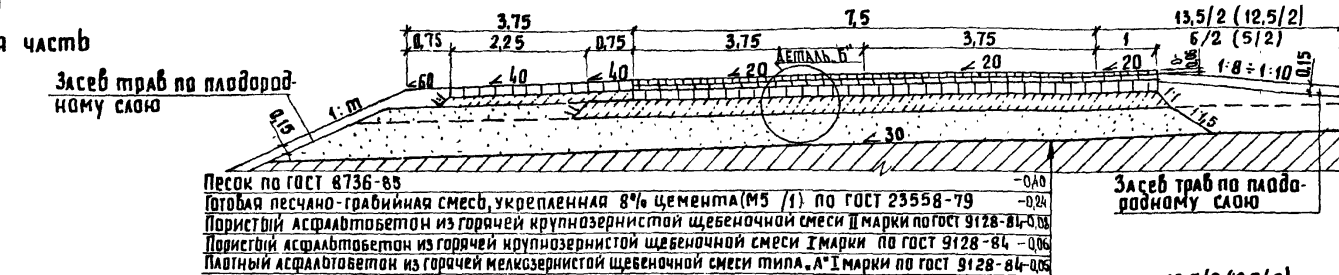 я часть
3,75
7,5
13,5/2 (12,5/2)
0,75
2,25
0,75
3,75
3,75
1
6/2 (5/2)
Деталь „Б"
0,06
Засев трав по плодород-
ному слою
60
40
40
20
20
20
1:8÷1:10
0,15
1:m
0,15
1:1,5
30
Песок по ГОСТ 8736-85 -0,40
Готовая песчано-гравийная смесь, укрепленная 8% цемента (М5 /1) по ГОСТ 23558-79 -0,24
Пористый асфальтобетон из горячей крупнозернистой щебеночной смеси II марки по ГОСТ 9128-84-0,08
Пористый асфальтобетон из горячей крупнозернистой щебеночной смеси I марки по ГОСТ 9128-84 -0,06
Плотный асфальтобетон из горячей мелкозернистой щебеночной смеси типа „А" I марки по ГОСТ 9128-84-0,05
Засев трав по плодо-
родному слою